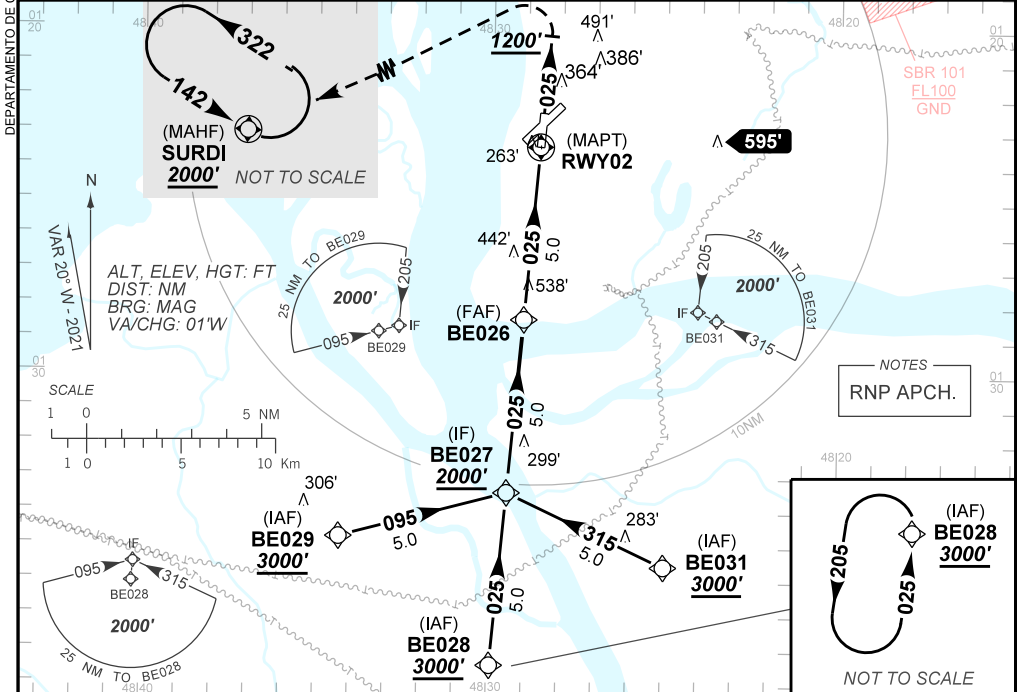 DEPARTAMENTO DE
01
20
48 30
48 20
01
20
322
142
(MAHF)
SURDI
2000'
NOT TO SCALE
1200'
491'
386'
364'
025
SBR 101
FL100
GND
(MAPT)
RWY02
263'
595'
N
VAR 20° W - 2021
ALT, ELEV, HGT: FT
DIST: NM
BRG: MAG
VA/CHG: 01'W
25 NM TO BE029
2000'
205
095
IF
BE029
442'
025
5.0
538'
(FAF)
BE026
25 NM TO BE031
205
2000'
IF
BE031
315
01
30
01
30
NOTES
RNP APCH.
SCALE
1 0 5 NM
1 0 5 10 Km
025
5.0
10NM
299'
(IF)
BE027
2000'
306'
(IAF)
BE029
3000'
095
5.0
315
5.0
283'
(IAF)
BE031
3000'
025
5.0
(IAF)
BE028
3000'
IF
095
315
BE028
2000'
25 NM TO BE028
48 40
48 30
48 20
(IAF)
BE028
3000'
205
025
NOT TO SCALE